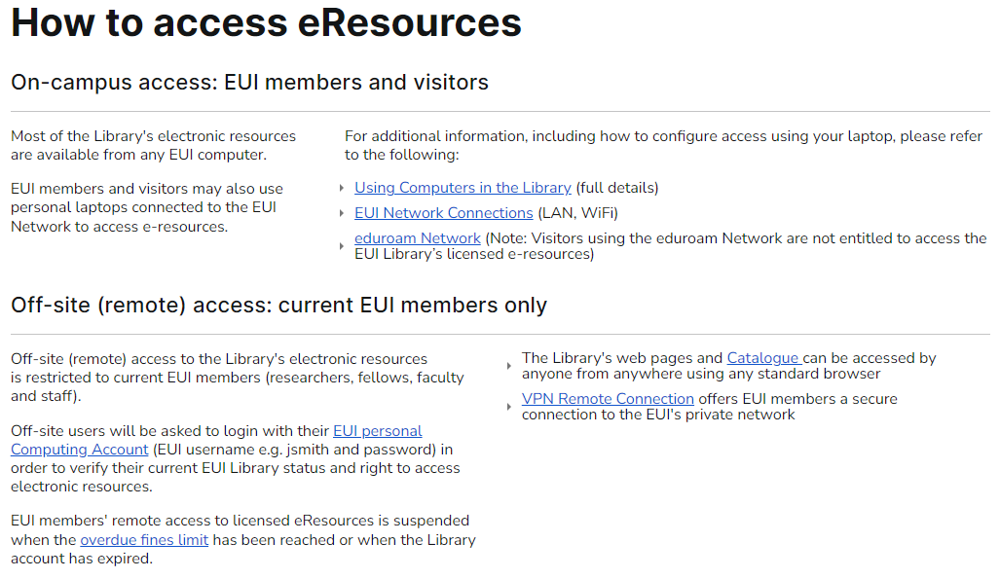 How to access eResources
On-campus access: EUI members and visitors
Most of the Library's electronic resources
are available from any EUI computer.
EUI members and visitors may also use
personal laptops connected to the EUI
Network to access e-resources.
For additional information, including how to configure access using your laptop, please refer
to the following:
Using Computers in the Library (full details)
EUI Network Connections (LAN, WiFi)
eduroam Network (Note: Visitors using the eduroam Network are not entitled to access the
EUI Library’s licensed e-resources)
Off-site (remote) access: current EUI members only
Off-site (remote) access to the Library's electronic resources
is restricted to current EUI members (researchers, fellows, faculty
and staff).
Off-site users will be asked to login with their EUI personal
Computing Account (EUI username e.g. jsmith and password) in
order to verify their current EUI Library status and right to access
electronic resources.
EUI members' remote access to licensed eResources is suspended
when the overdue fines limit has been reached or when the Library
account has expired.
The Library's web pages and Catalogue can be accessed by
anyone from anywhere using any standard browser
VPN Remote Connection offers EUI members a secure
connection to the EUI's private network